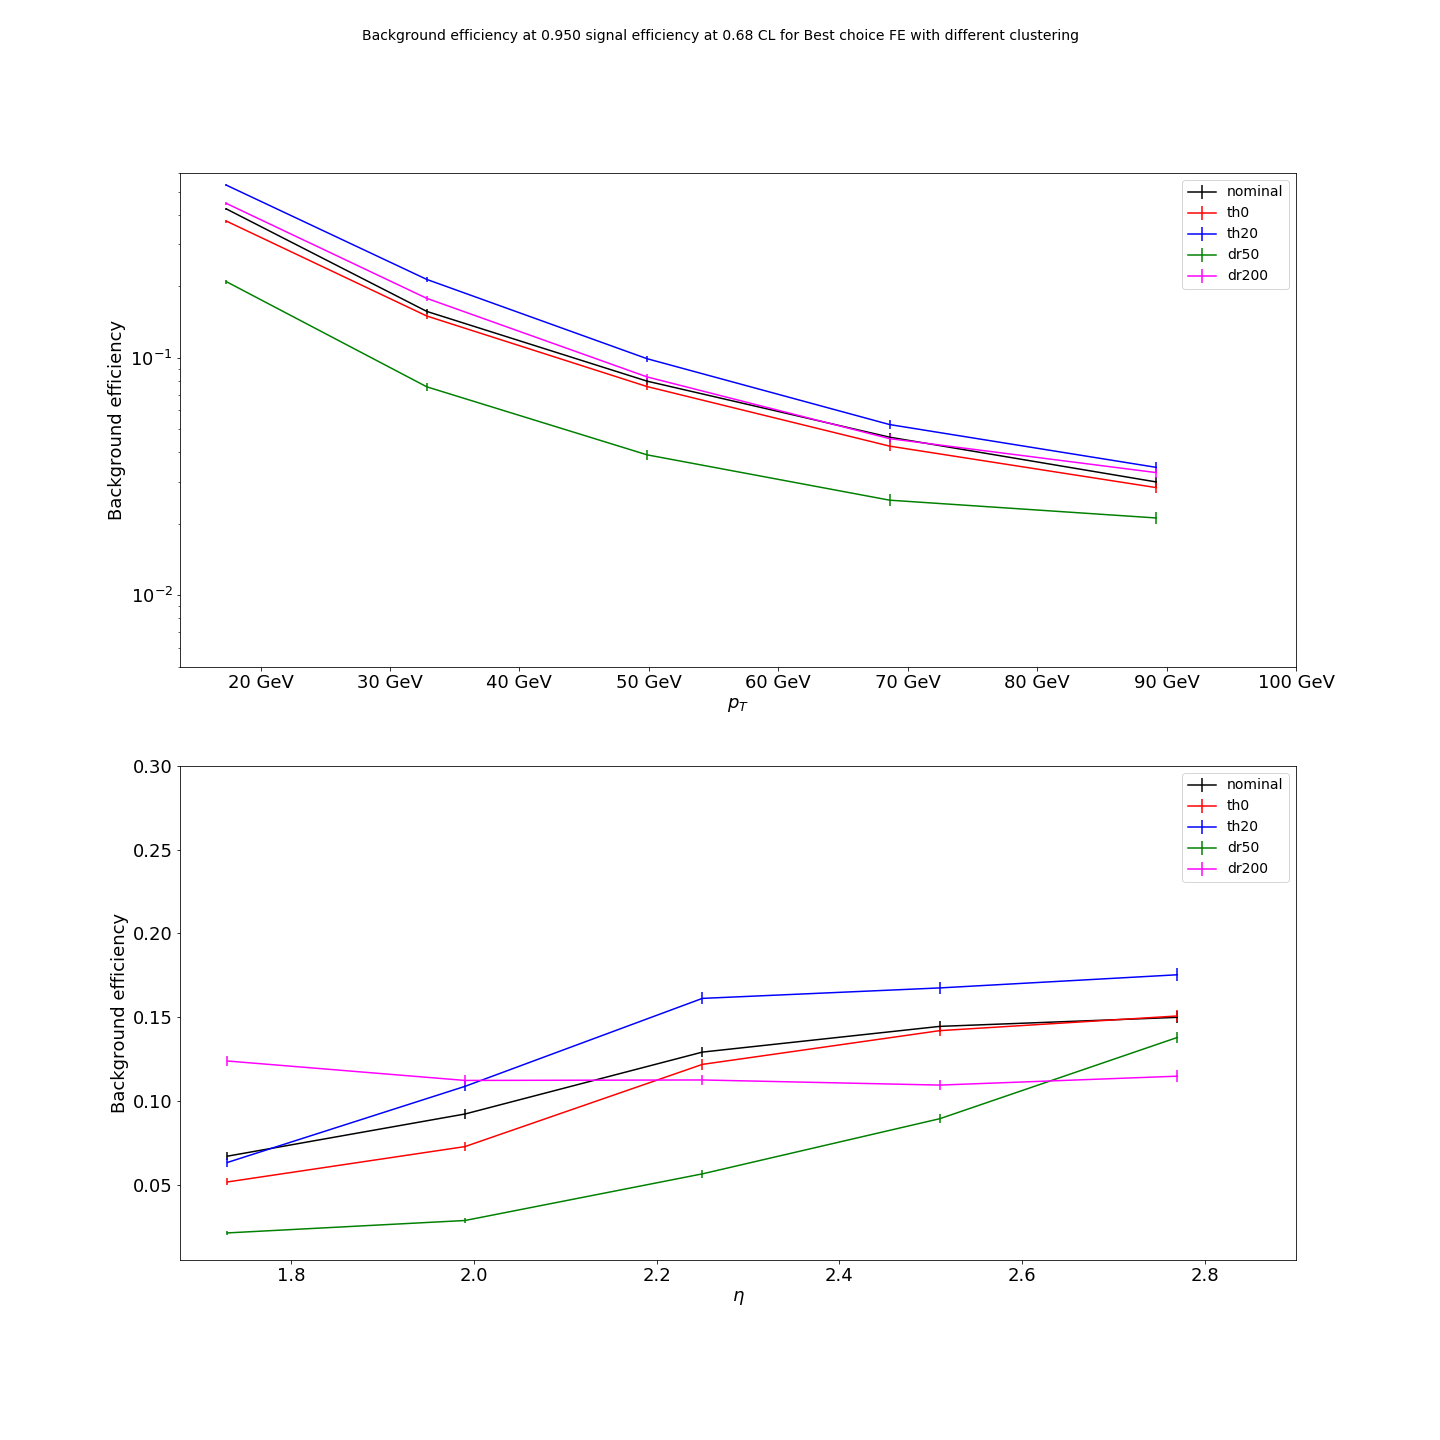 Background efficiency at 0.950 signal efficiency at 0.68 CL for Best choice FE with different clustering
nominal
th0
th20
dr50
dr200
Background efficiency
10⁻¹
10⁻²
20 GeV 30 GeV 40 GeV 50 GeV 60 GeV 70 GeV 80 GeV 90 GeV 100 GeV
p_T
nominal
th0
th20
dr50
dr200
Background efficiency
0.30
0.25
0.20
0.15
0.10
0.05
1.8 2.0 2.2 2.4 2.6 2.8
η